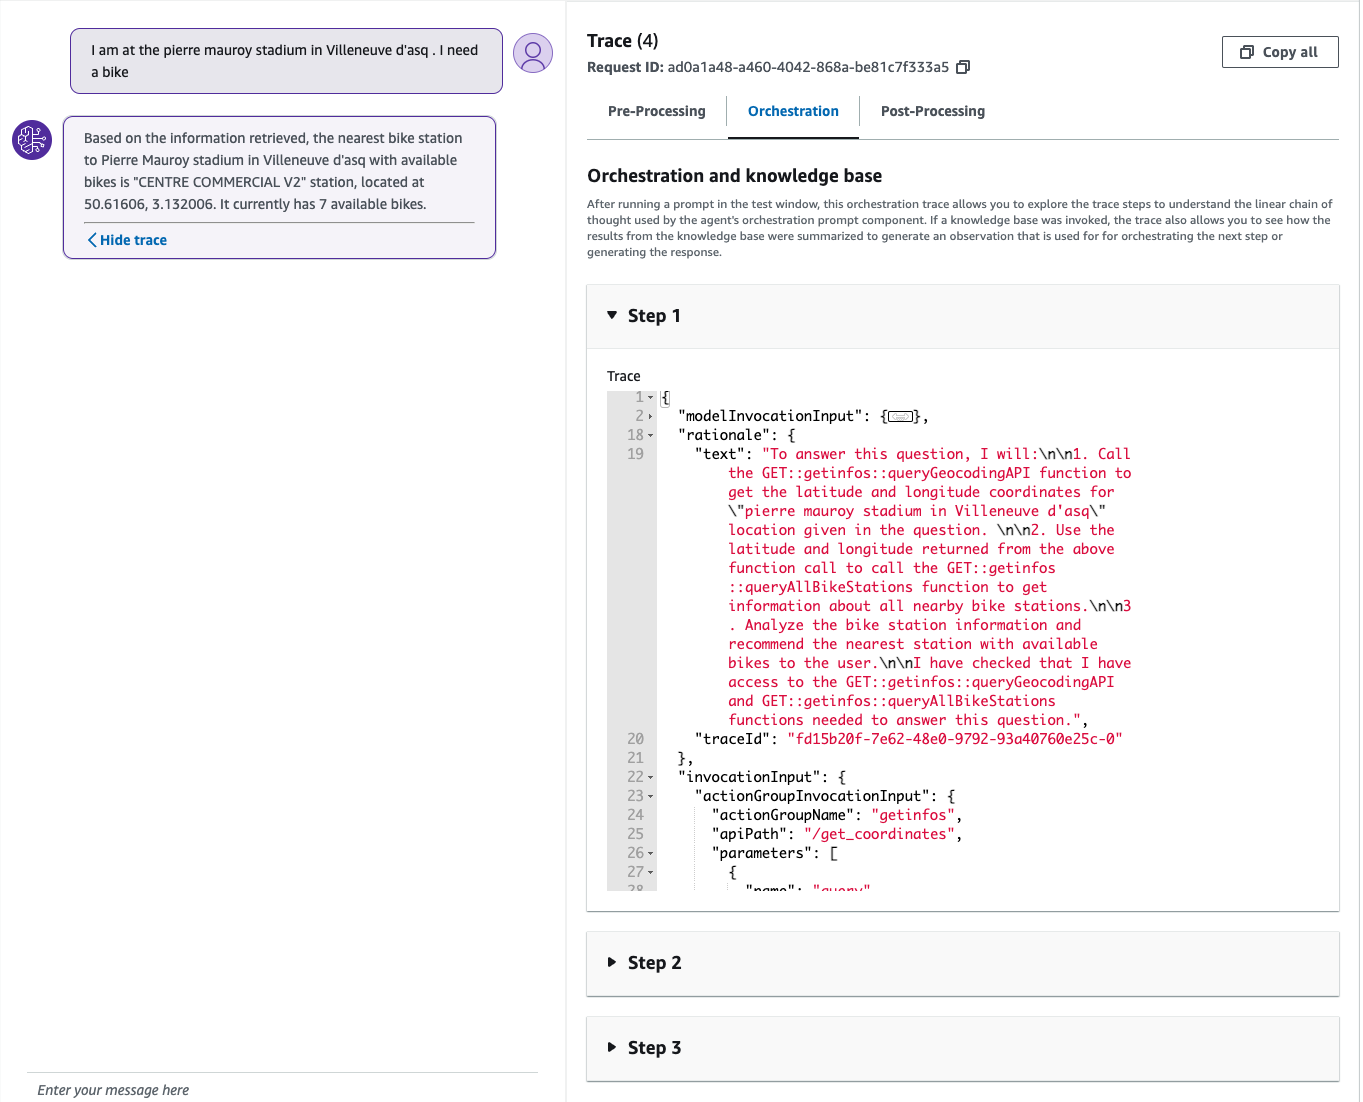 I am at the pierre mauroy stadium in Villeneuve d'asq . I need
a bike
Based on the information retrieved, the nearest bike station
to Pierre Mauroy stadium in Villeneuve d'asq with available
bikes is "CENTRE COMMERCIAL V2" station, located at
50.61606, 3.132006. It currently has 7 available bikes.
Hide trace
Enter your message here
Trace (4)
Request ID: ad0a1a48-a460-4042-868a-be81c7f333a5
Copy all
Pre-Processing
Orchestration
Post-Processing
Orchestration and knowledge base
After running a prompt in the test window, this orchestration trace allows you to explore the trace steps to understand the linear chain of
thought used by the agent's orchestration prompt component. If a knowledge base was invoked, the trace also allows you to see how the
results from the knowledge base were summarized to generate an observation that is used for for orchestrating the next step or
generating the response.
Step 1
Trace
1 {
2 "modelInvocationInput": {},
18 "rationale": {
19 "text": "To answer this question, I will:\n\n1. Call
the GET::getinfos::queryGeocodingAPI function to
get the latitude and longitude coordinates for
\"pierre mauroy stadium in Villeneuve d'asq\"
location given in the question. \n\n2. Use the
latitude and longitude returned from the above
function call to call the GET::getinfos
::queryAllBikeStations function to get
information about all nearby bike stations.\n\n3
. Analyze the bike station information and
recommend the nearest station with available
bikes to the user.\n\nI have checked that I have
access to the GET::getinfos::queryGeocodingAPI
and GET::getinfos::queryAllBikeStations
functions needed to answer this question.",
20 "traceId": "fd15b20f-7e62-48e0-9792-93a40760e25c-0"
21 },
22 "invocationInput": {
23 "actionGroupInvocationInput": {
24 "actionGroupName": "getinfos",
25 "apiPath": "/get_coordinates",
26 "parameters": [
27 {
28 "name": "query"
Step 2
Step 3